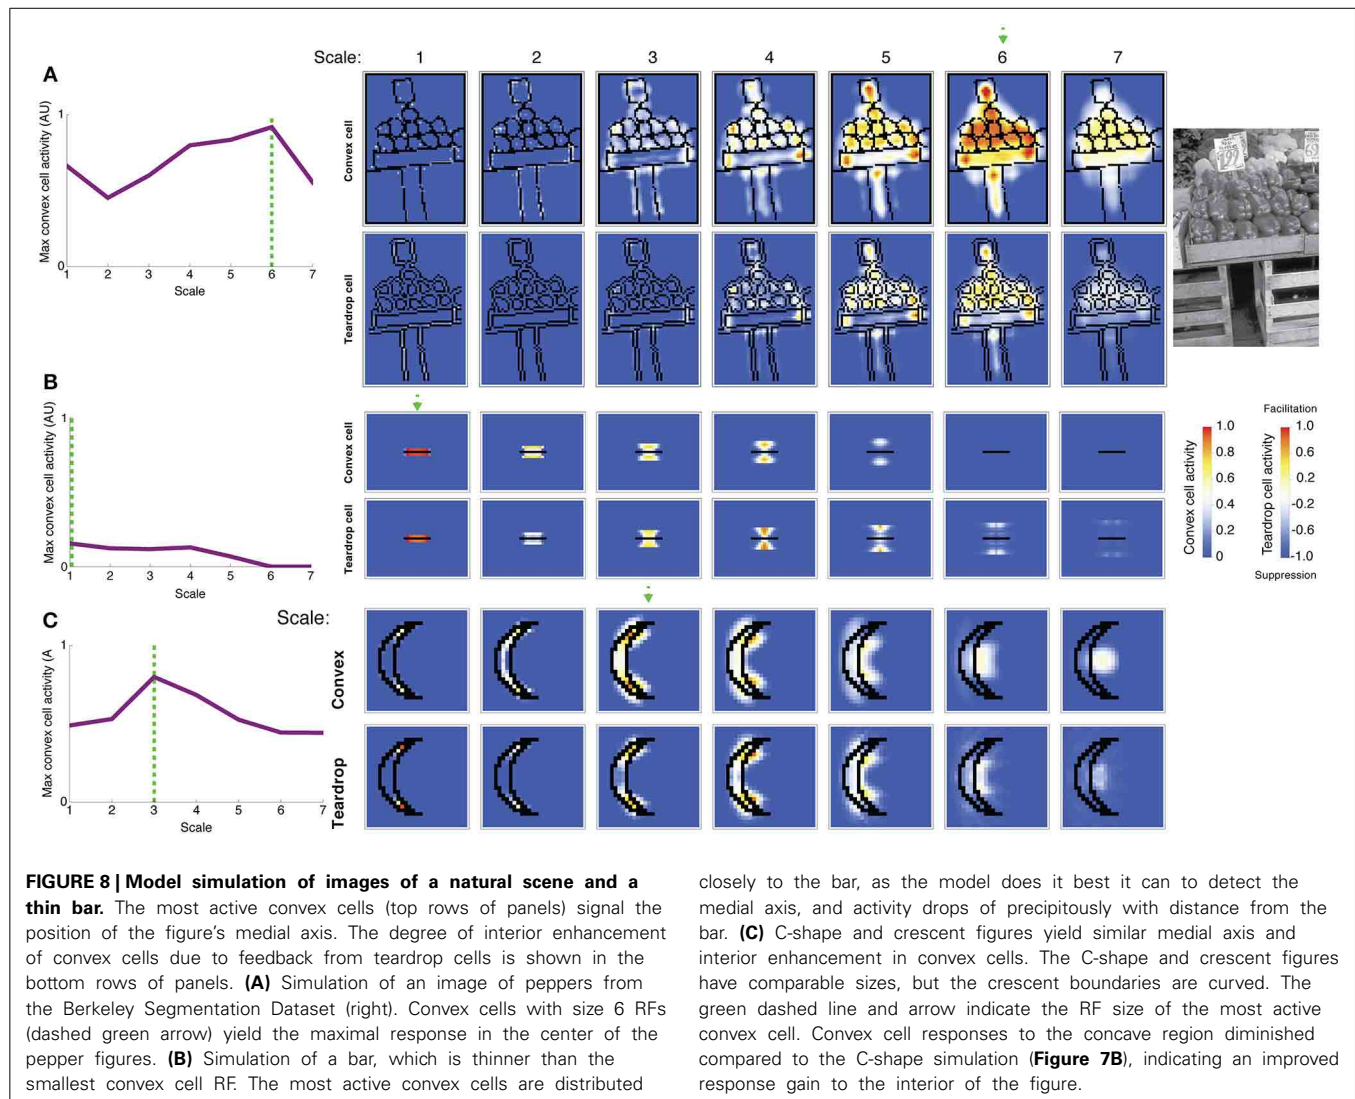 Scale: 1 2 3 4 5 6 7
A
Max convex cell activity (AU)
1
0
1 2 3 4 5 6 7
Scale
Convex cell
Teardrop cell
B
Max convex cell activity (AU)
1
0
1 2 3 4 5 6 7
Scale
Convex cell
Teardrop cell
Convex cell activity
1.0
0.8
0.6
0.4
0.2
0
Facilitation
Teardrop cell activity
1.0
0.6
0.2
-0.2
-0.6
-1.0
Suppression
C
Scale:
Max convex cell activity (A
1
0
1 2 3 4 5 6 7
Scale
Convex
Teardrop
FIGURE 8 | Model simulation of images of a natural scene and a
thin bar. The most active convex cells (top rows of panels) signal the
position of the figure's medial axis. The degree of interior enhancement
of convex cells due to feedback from teardrop cells is shown in the
bottom rows of panels. (A) Simulation of an image of peppers from
the Berkeley Segmentation Dataset (right). Convex cells with size 6 RFs
(dashed green arrow) yield the maximal response in the center of the
pepper figures. (B) Simulation of a bar, which is thinner than the
smallest convex cell RF. The most active convex cells are distributed
closely to the bar, as the model does it best it can to detect the
medial axis, and activity drops of precipitously with distance from the
bar. (C) C-shape and crescent figures yield similar medial axis and
interior enhancement in convex cells. The C-shape and crescent figures
have comparable sizes, but the crescent boundaries are curved. The
green dashed line and arrow indicate the RF size of the most active
convex cell. Convex cell responses to the concave region diminished
compared to the C-shape simulation (Figure 7B), indicating an improved
response gain to the interior of the figure.